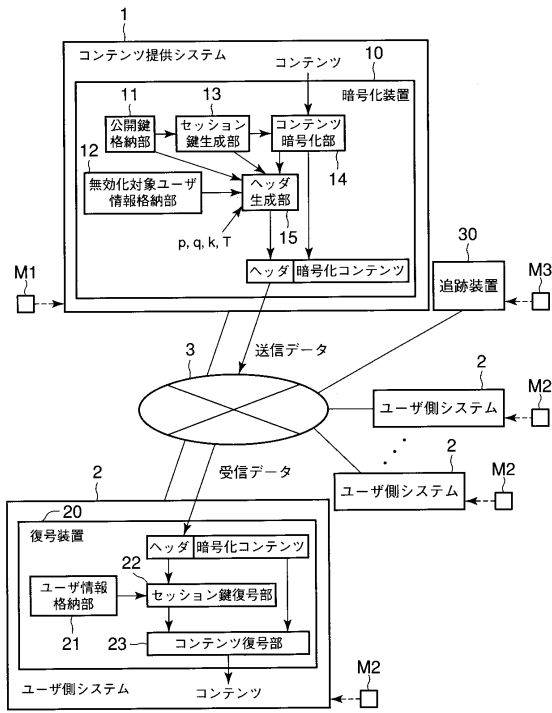 1
コンテンツ提供システム
コンテンツ
10
暗号化装置
11
13
公開鍵
格納部
セッション
鍵生成部
コンテンツ
暗号化部
12
14
無効化対象ユーザ
情報格納部
ヘッダ
生成部
15
p, q, k, T
ヘッダ
暗号化コンテンツ
30
追跡装置
M1
M3
送信データ
3
2
ユーザ側システム
M2
2
ユーザ側システム
M2
受信データ
2
20
復号装置
ヘッダ
暗号化コンテンツ
22
ユーザ情報
格納部
セッション鍵復号部
21
23
コンテンツ復号部
ユーザ側システム
コンテンツ
M2